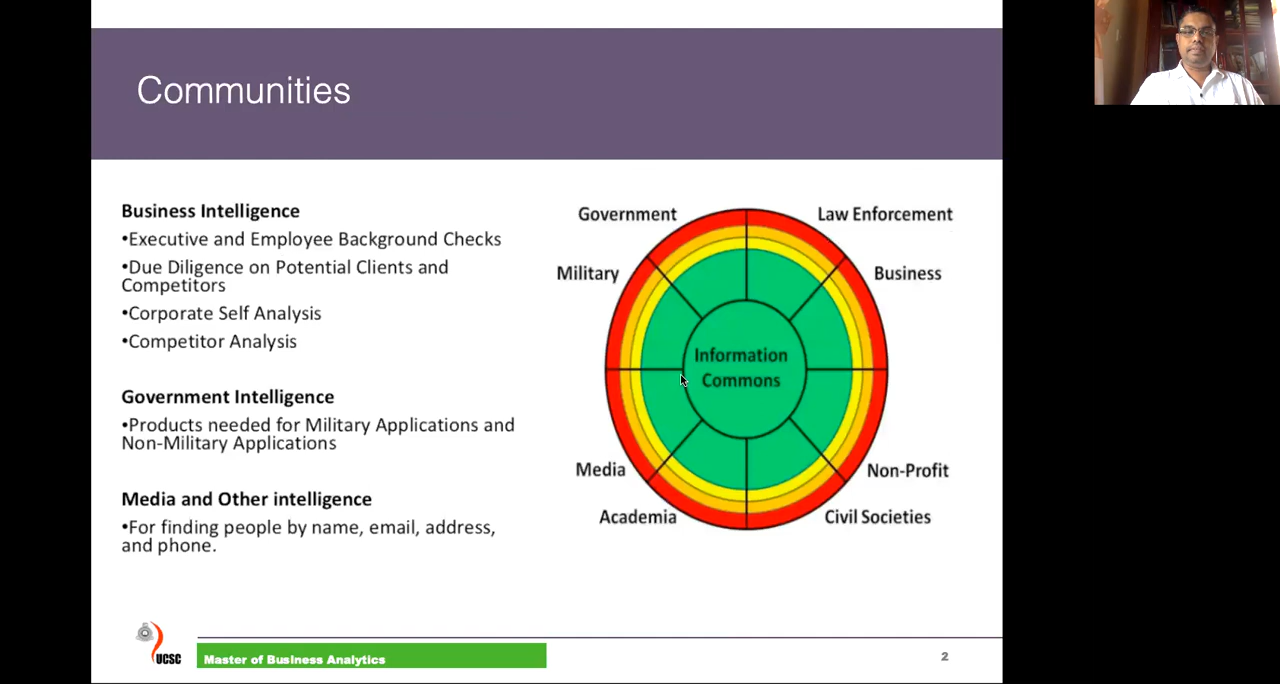 Communities
Business Intelligence
•Executive and Employee Background Checks
•Due Diligence on Potential Clients and
Competitors
•Corporate Self Analysis
•Competitor Analysis
Government Intelligence
•Products needed for Military Applications and
Non-Military Applications
Media and Other intelligence
•For finding people by name, email, address,
and phone.
Government
Law Enforcement
Military
Business
Information
Commons
Media
Non-Profit
Academia
Civil Societies
UCSC
Master of Business Analytics
2